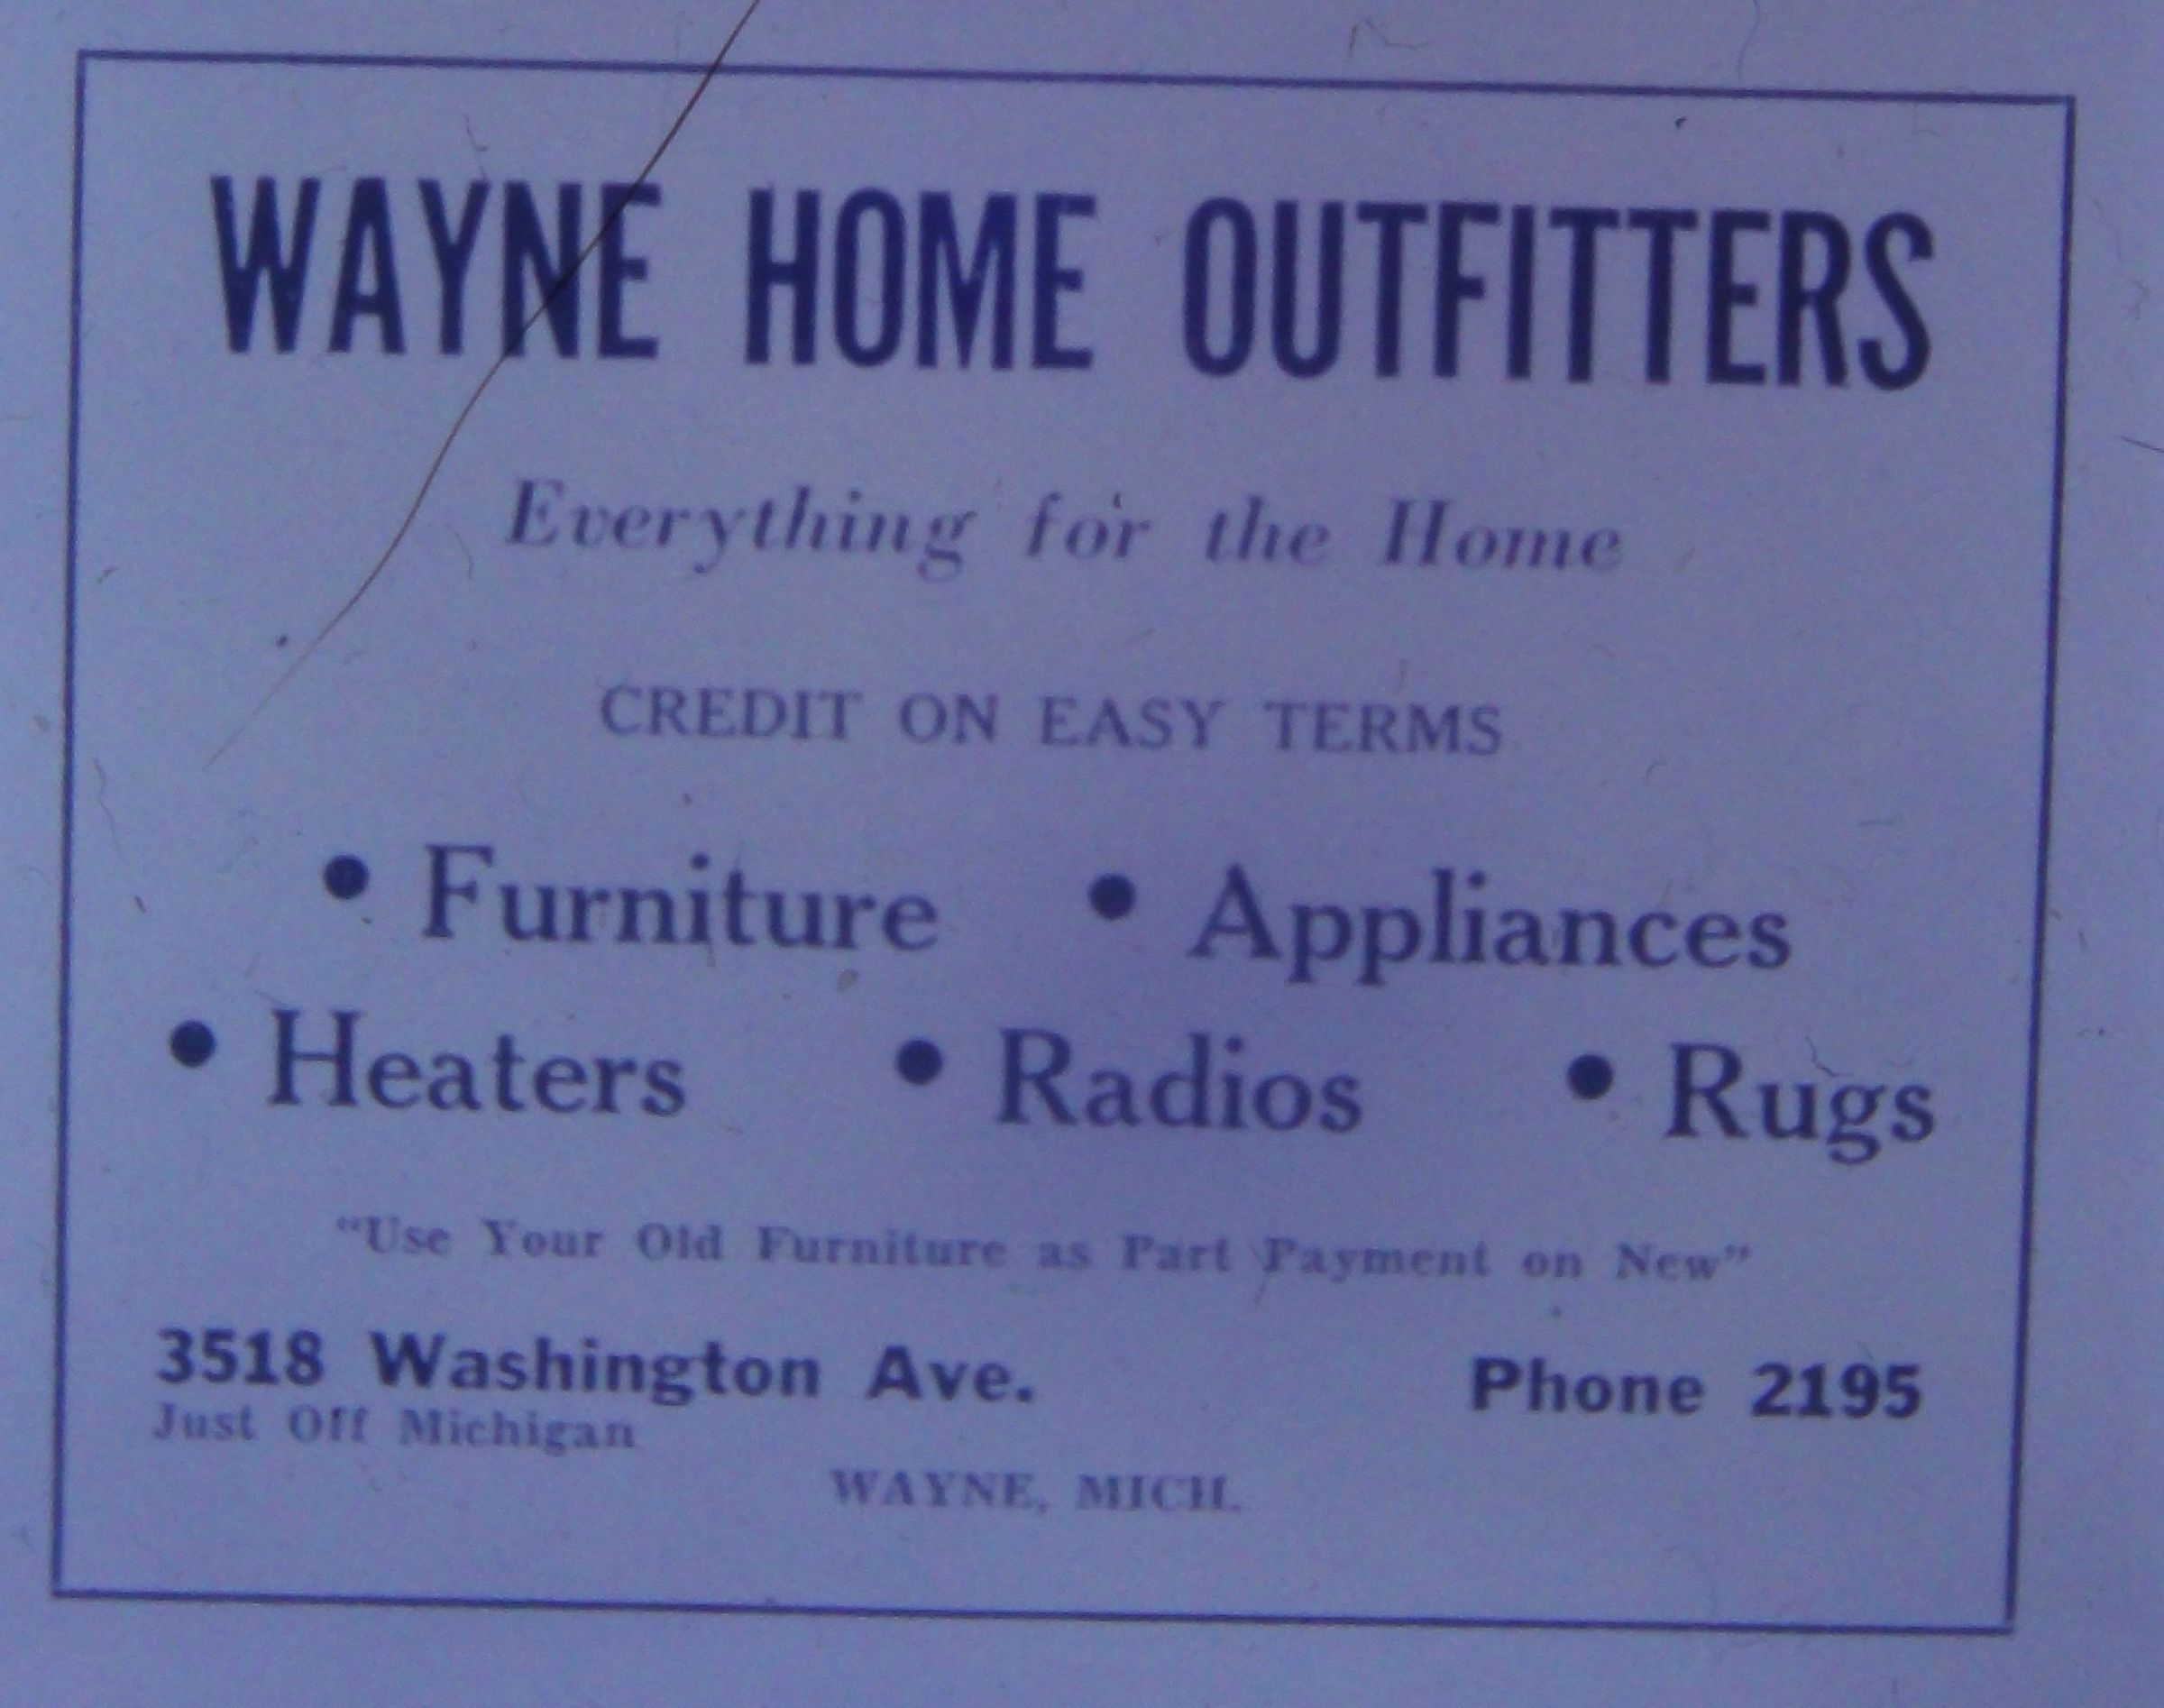 WAYNE HOME OUTFITTERS
Everything for the Home
CREDIT ON EASY TERMS
• Furniture • Appliances
• Heaters • Radios • Rugs
"Use Your Old Furniture as Part Payment on New"
3518 Washington Ave. Phone 2195
Just Off Michigan
WAYNE, MICH.